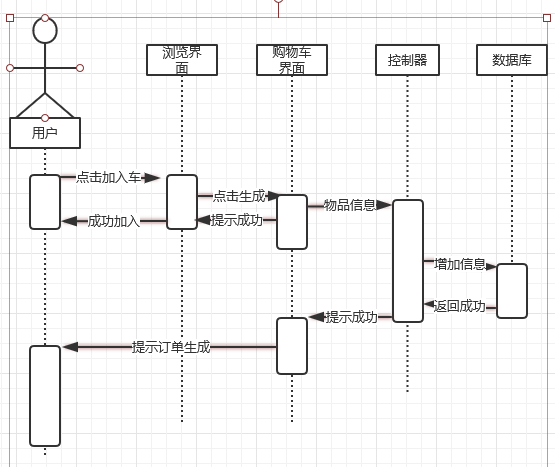 浏览界
面
购物车
界面
控制器
数据库
用户
点击加入车
点击生成
物品信息
提示成功
成功加入
增加信息
返回成功
提示成功
提示订单生成